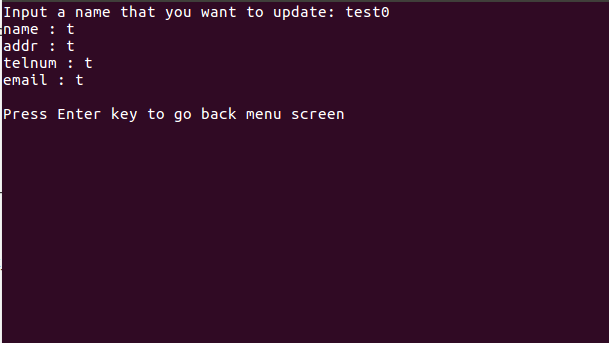 Input a name that you want to update: test0
name : t
addr : t
telnum : t
email : t
Press Enter key to go back menu screen